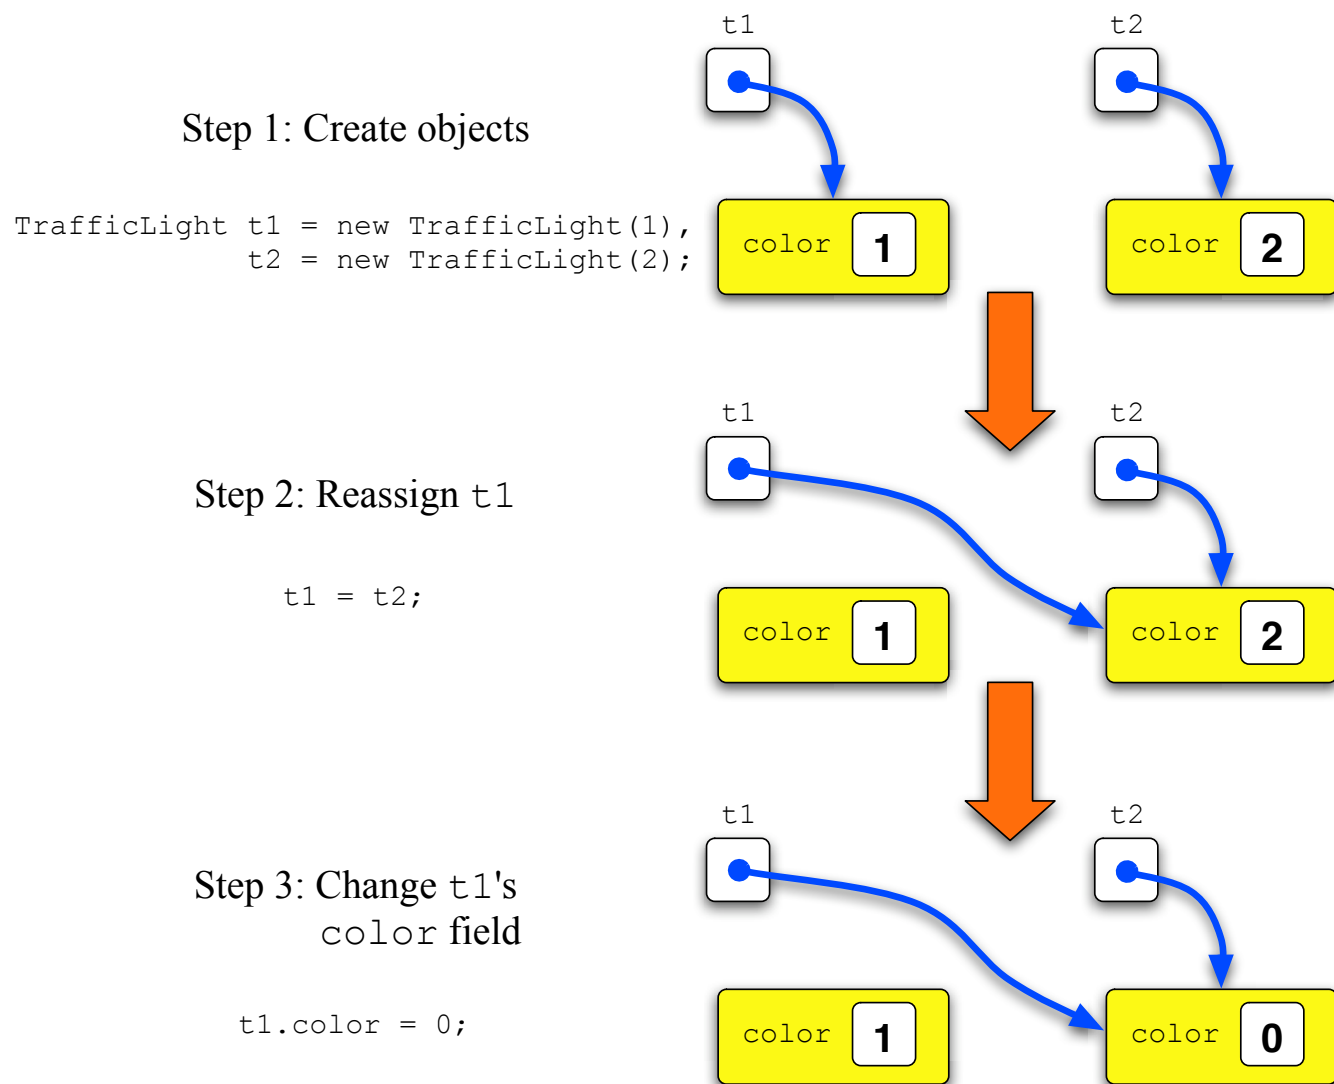 t1
t2
Step 1: Create objects
TrafficLight t1 = new TrafficLight(1),
t2 = new TrafficLight(2);
color 1
color 2
t1
t2
Step 2: Reassign t1
t1 = t2;
color 1
color 2
t1
t2
Step 3: Change t1's
color field
t1.color = 0;
color 1
color 0